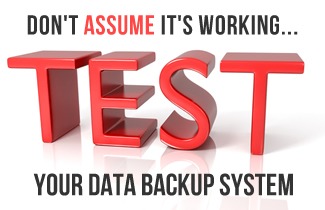 DON'T ASSUME IT'S WORKING...
TEST
YOUR DATA BACKUP SYSTEM